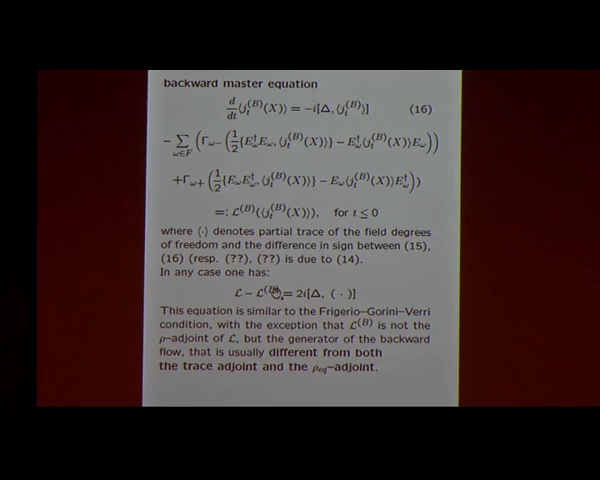 backward master equation
d/dt ⟨j_t^(B)(X)⟩ = −i[Δ, ⟨j_t^(B)⟩] (16)
− ∑_{ω∈F} (Γ_{ω−} (1/2 {E_ω^† E_ω, ⟨j_t^(B)(X)⟩} − E_ω^† ⟨j_t^(B)(X)⟩ E_ω))
+Γ_{ω+} (1/2 {E_ω E_ω^†, ⟨j_t^(B)(X)⟩} − E_ω ⟨j_t^(B)(X)⟩ E_ω^†))
=: ℒ^(B)(⟨j_t^(B)(X)⟩), for t ≤ 0
where ⟨·⟩ denotes partial trace of the field degrees
of freedom and the difference in sign between (15),
(16) (resp. (??), (??) is due to (14).
In any case one has:
ℒ − ℒ^(B) = 2i[Δ, ( · )]
This equation is similar to the Frigerio−Gorini−Verri
condition, with the exception that ℒ^(B) is not the
ρ−adjoint of ℒ, but the generator of the backward
flow, that is usually different from both
the trace adjoint and the ρ_eq−adjoint.